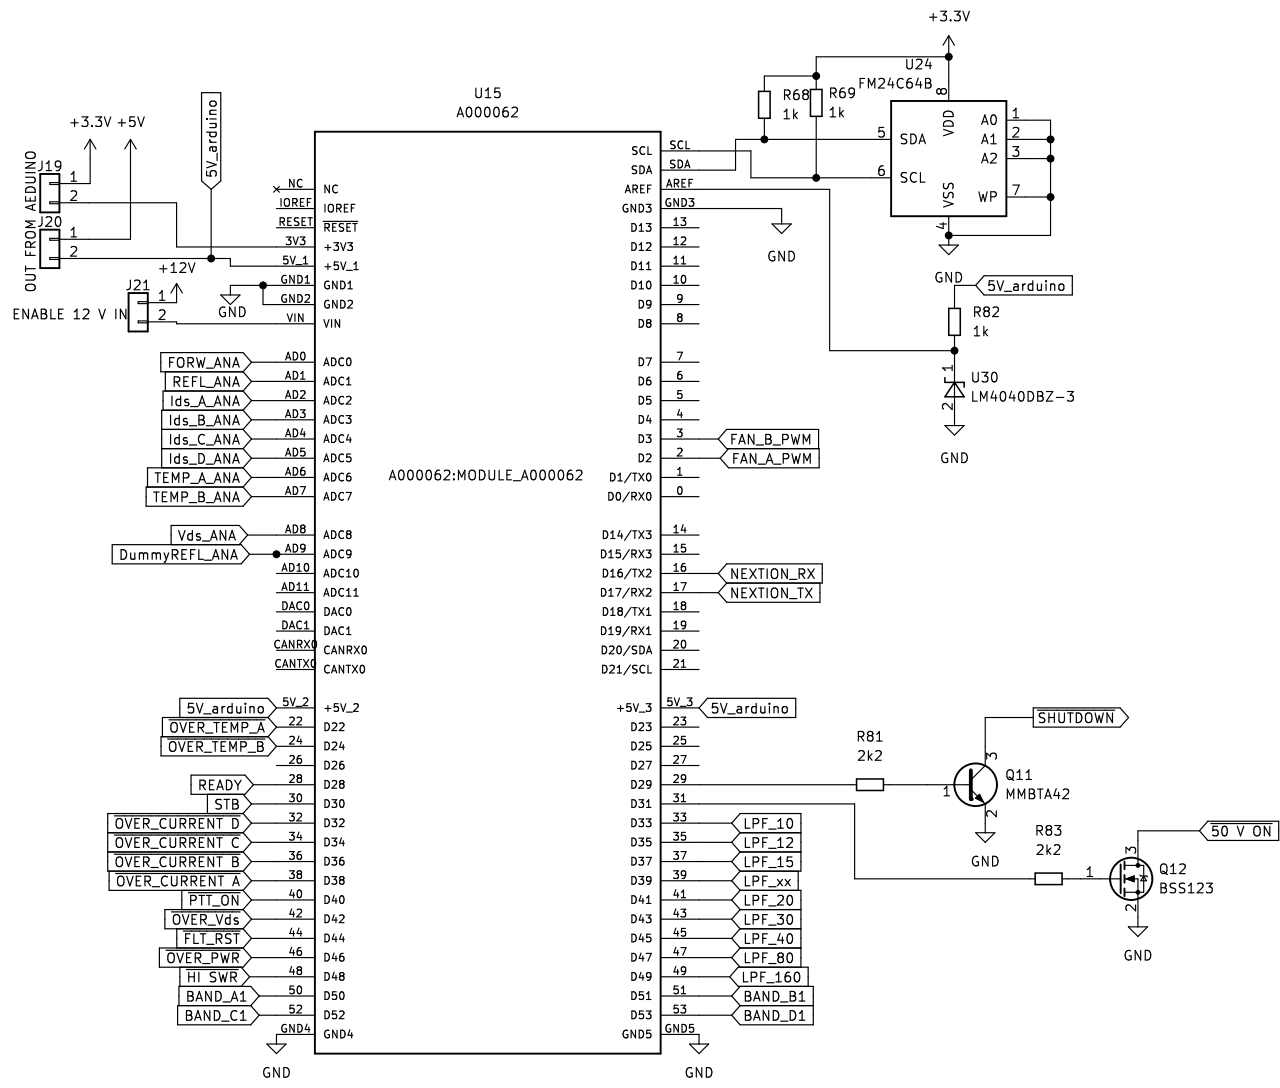 +3.3V
U24
FM24C64B
R68
1k
R69
1k
8
VDD
5
SDA
6
SCL
VSS
4
A0
1
A1
2
A2
3
WP
7
GND
U15
A000062
A000062:MODULE_A000062
+3.3V +5V
5V_arduino
J19
1
2
J20
1
2
OUT FROM AEDUINO
+12V
J21
1
2
ENABLE 12 V IN
GND
NC NC
IOREF IOREF
RESET RESET
3V3 +3V3
5V_1 +5V_1
GND1 GND1
GND2 GND2
VIN VIN
FORW_ANA AD0 ADC0
REFL_ANA AD1 ADC1
Ids_A_ANA AD2 ADC2
Ids_B_ANA AD3 ADC3
Ids_C_ANA AD4 ADC4
Ids_D_ANA AD5 ADC5
TEMP_A_ANA AD6 ADC6
TEMP_B_ANA AD7 ADC7
Vds_ANA AD8 ADC8
DummyREFL_ANA AD9 ADC9
AD10 ADC10
AD11 ADC11
DAC0 DAC0
DAC1 DAC1
CANRX0 CANRX0
CANTX0 CANTX0
5V_arduino 5V_2 +5V_2
OVER_TEMP_A 22 D22
OVER_TEMP_B 24 D24
26 D26
READY 28 D28
STB 30 D30
OVER_CURRENT D 32 D32
OVER_CURRENT C 34 D34
OVER_CURRENT B 36 D36
OVER_CURRENT A 38 D38
PTT_ON 40 D40
OVER_Vds 42 D42
FLT_RST 44 D44
OVER_PWR 46 D46
HI SWR 48 D48
BAND_A1 50 D50
BAND_C1 52 D52
GND4 GND4
GND
SCL SCL
SDA SDA
AREF AREF
GND3 GND3
GND
D13 13
D12 12
D11 11
D10 10
D9 9
D8 8
D7 7
D6 6
D5 5
D4 4
D3 3 FAN_B_PWM
D2 2 FAN_A_PWM
D1/TX0 1
D0/RX0 0
D14/TX3 14
D15/RX3 15
D16/TX2 16 NEXTION_RX
D17/RX2 17 NEXTION_TX
D18/TX1 18
D19/RX1 19
D20/SDA 20
D21/SCL 21
+5V_3 5V_3 5V_arduino
D23 23
D25 25
D27 27
D29 29
D31 31
D33 33 LPF_10
D35 35 LPF_12
D37 37 LPF_15
D39 39 LPF_xx
D41 41 LPF_20
D43 43 LPF_30
D45 45 LPF_40
D47 47 LPF_80
D49 49 LPF_160
D51 51 BAND_B1
D53 53 BAND_D1
GND5 GND5
GND
5V_arduino
R82
1k
1
2
U30
LM4040DBZ-3
GND
SHUTDOWN
R81
2k2
3
1
2
Q11
MMBTA42
GND
50 V ON
R83
2k2
3
1
2
Q12
BSS123
GND